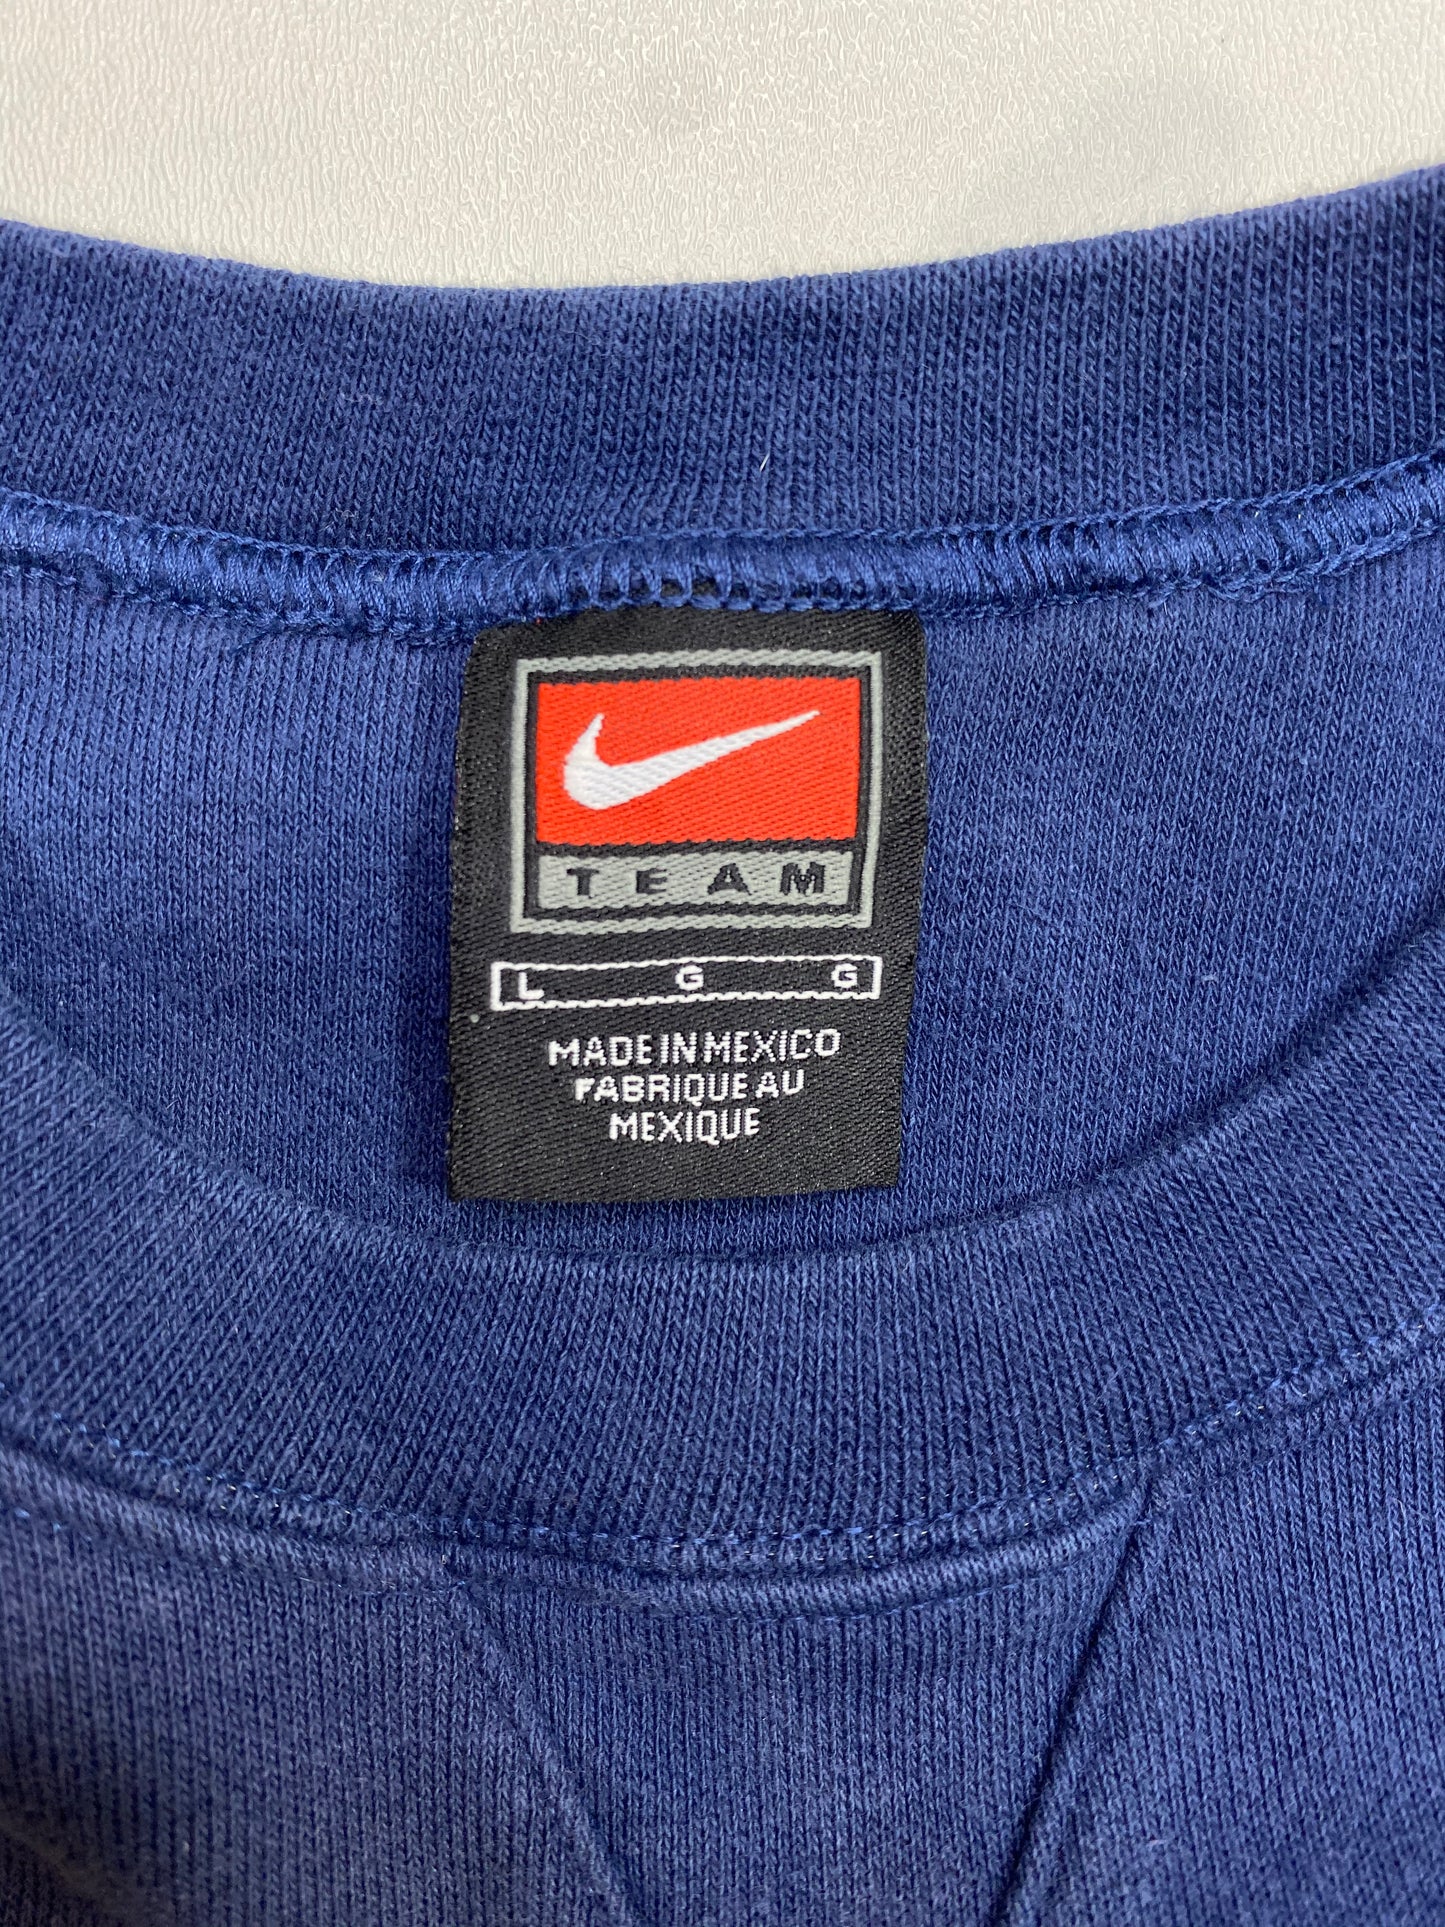 TEAM
L G G
MADE IN MEXICO
FABRIQUE AU
MEXIQUE